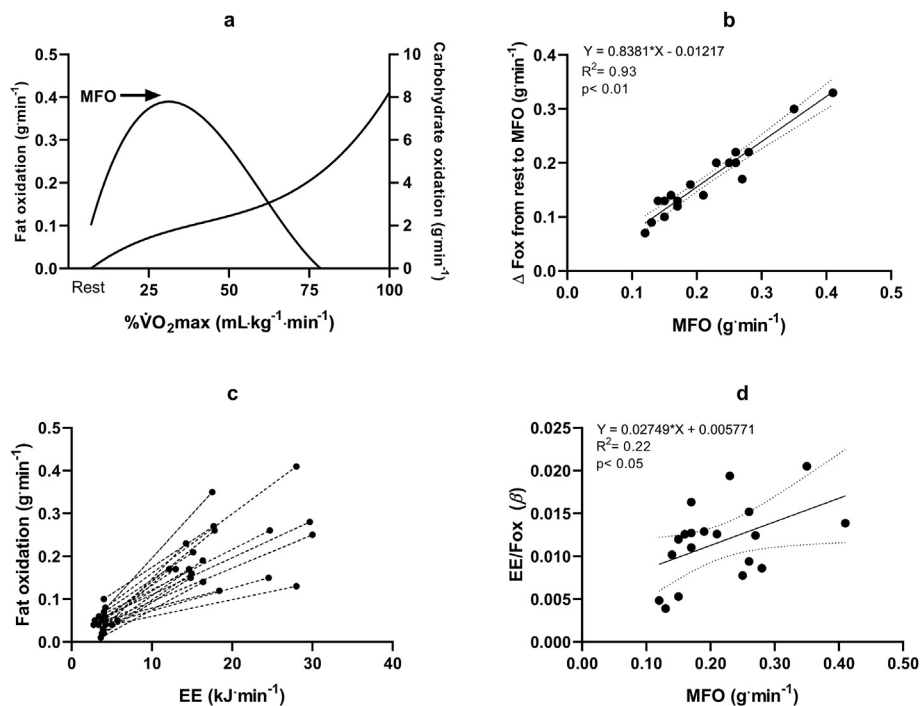 a
Fat oxidation (g·min⁻¹)
0.5
0.4
0.3
0.2
0.1
0.0
MFO
Carbohydrate oxidation (g·min⁻¹)
10
8
6
4
2
0
Rest
25
50
75
100
%V̇O₂max (mL·kg⁻¹·min⁻¹)
b
Y = 0.8381*X - 0.01217
R²= 0.93
p< 0.01
Δ Fox from rest to MFO (g·min⁻¹)
0.4
0.3
0.2
0.1
0.0
0.0
0.1
0.2
0.3
0.4
0.5
MFO (g·min⁻¹)
c
Fat oxidation (g·min⁻¹)
0.5
0.4
0.3
0.2
0.1
0.0
0
10
20
30
40
EE (kJ·min⁻¹)
d
Y = 0.02749*X + 0.005771
R²= 0.22
p< 0.05
EE/Fox (β)
0.025
0.020
0.015
0.010
0.005
0.000
0.00
0.10
0.20
0.30
0.40
0.50
MFO (g·min⁻¹)